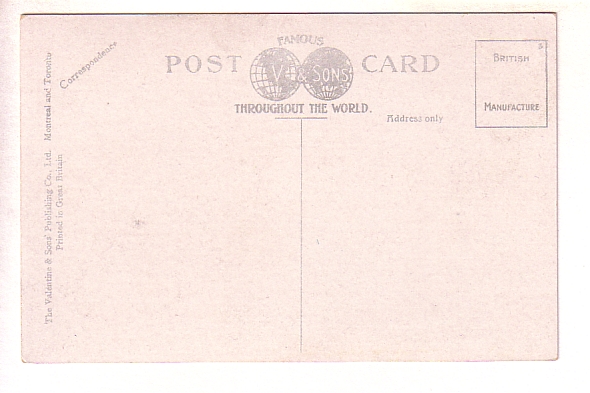 FAMOUS
POST V. & SONS CARD
THROUGHOUT THE WORLD.
Correspondence
Address only
BRITISH
MANUFACTURE
The Valentine & Sons' Publishing Co., Ltd. Montreal and Toronto
Printed in Great Britain